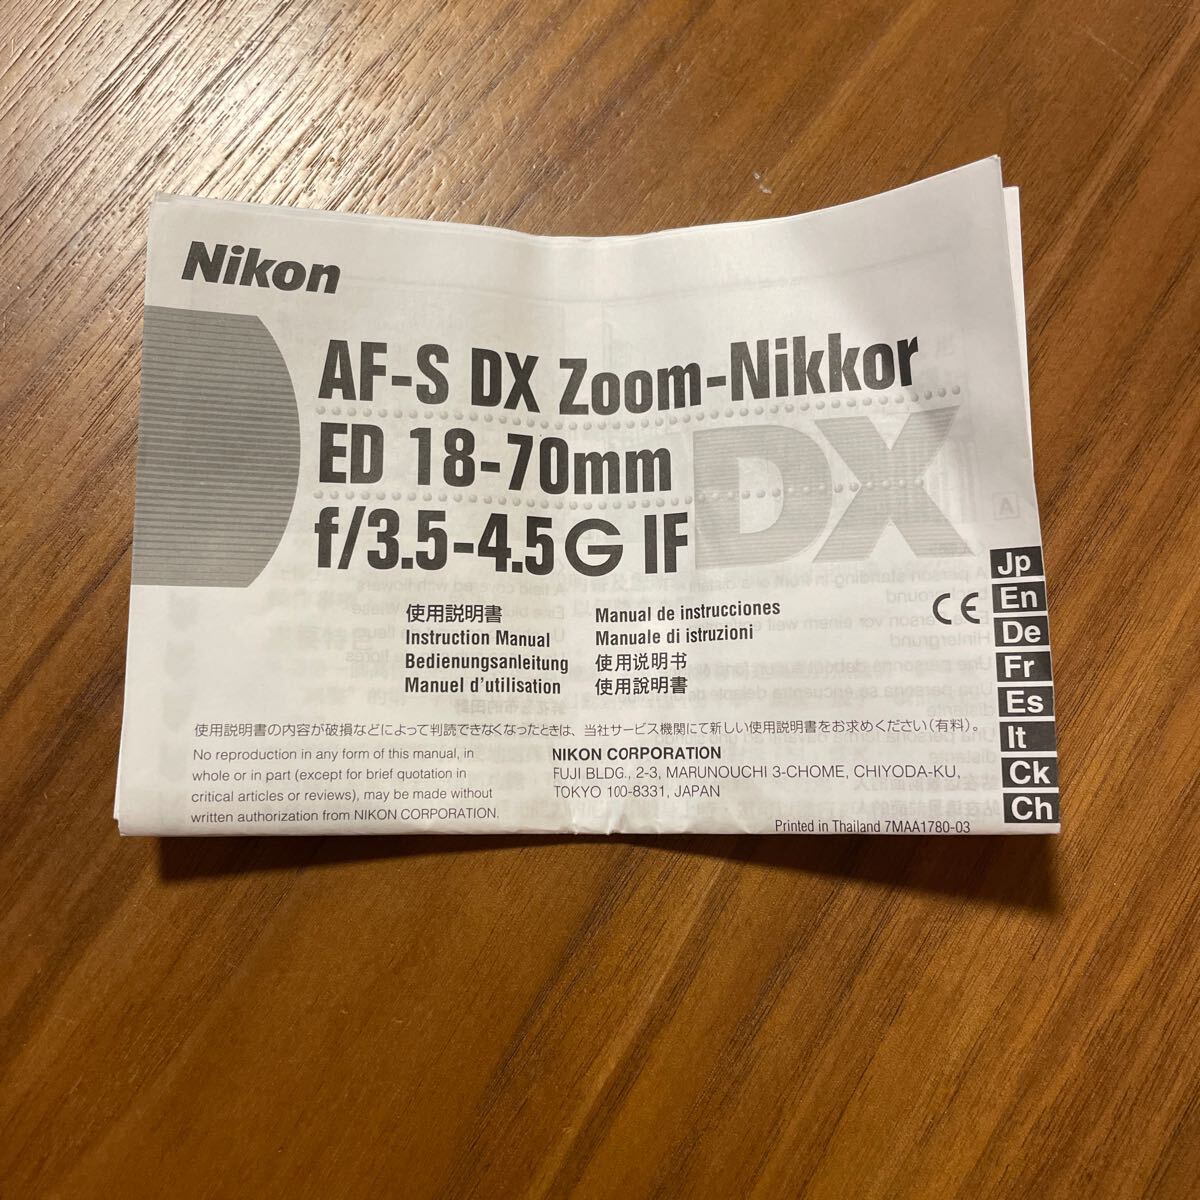 Nikon
AF-S DX Zoom-Nikkor
ED 18-70mm
f/3.5-4.5G IF
DX
使用説明書
Instruction Manual
Bedienungsanleitung
Manuel d'utilisation
Manual de instrucciones
Manuale di istruzioni
使用说明书
使用說明書
CE
Jp
En
De
Fr
Es
It
Ck
Ch
使用説明書の内容が破損などによって判読できなくなったときは、当社サービス機関にて新しい使用説明書をお求めください(有料)。
No reproduction in any form of this manual, in
whole or in part (except for brief quotation in
critical articles or reviews), may be made without
written authorization from NIKON CORPORATION.
NIKON CORPORATION
FUJI BLDG., 2-3, MARUNOUCHI 3-CHOME, CHIYODA-KU,
TOKYO 100-8331, JAPAN
Printed in Thailand 7MAA1780-03